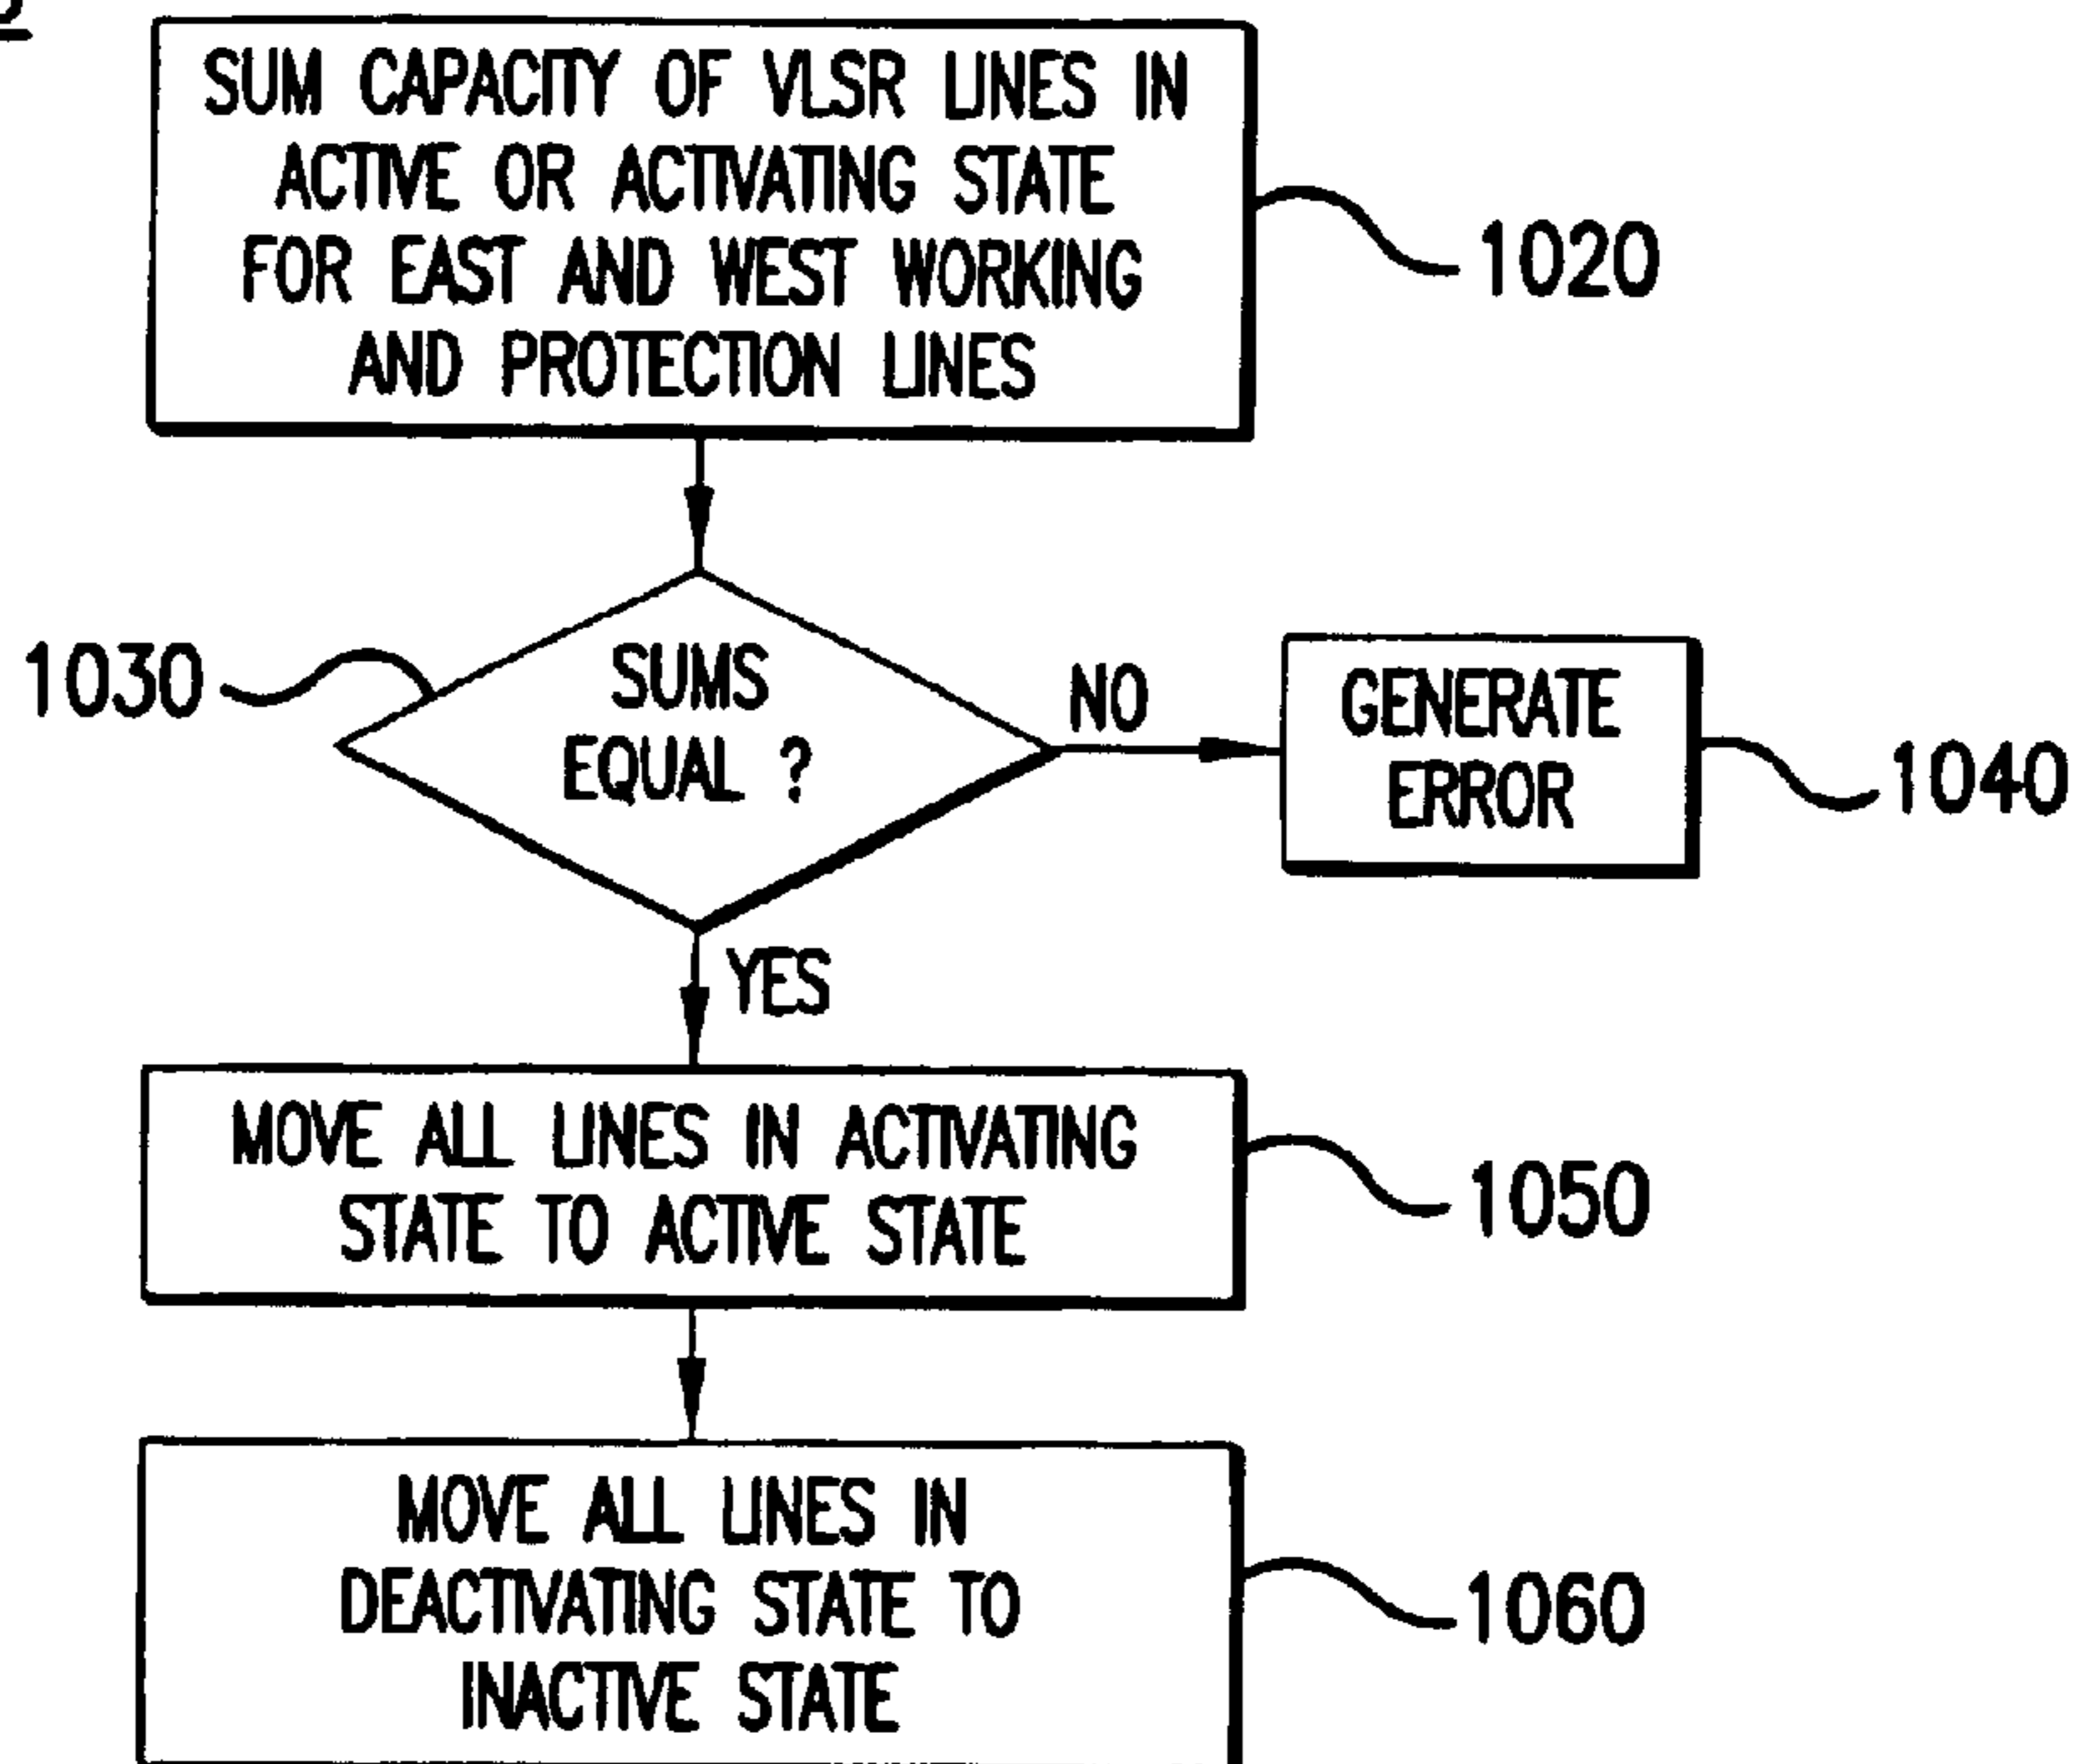 SUM CAPACITY OF VLSR LINES IN
ACTIVE OR ACTIVATING STATE
FOR EAST AND WEST WORKING
AND PROTECTION LINES
1020
1030
SUMS
EQUAL ?
NO
GENERATE
ERROR
1040
YES
MOVE ALL LINES IN ACTIVATING
STATE TO ACTIVE STATE
1050
MOVE ALL LINES IN
DEACTIVATING STATE TO
INACTIVE STATE
1060